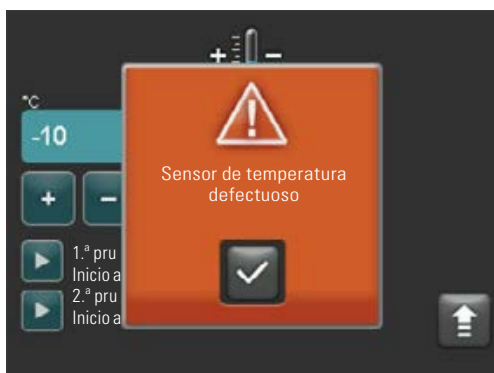 + –
°C
-10
+ –
Sensor de temperatura
defectuoso
1.ª pru
Inicio a
2.ª pru
Inicio a